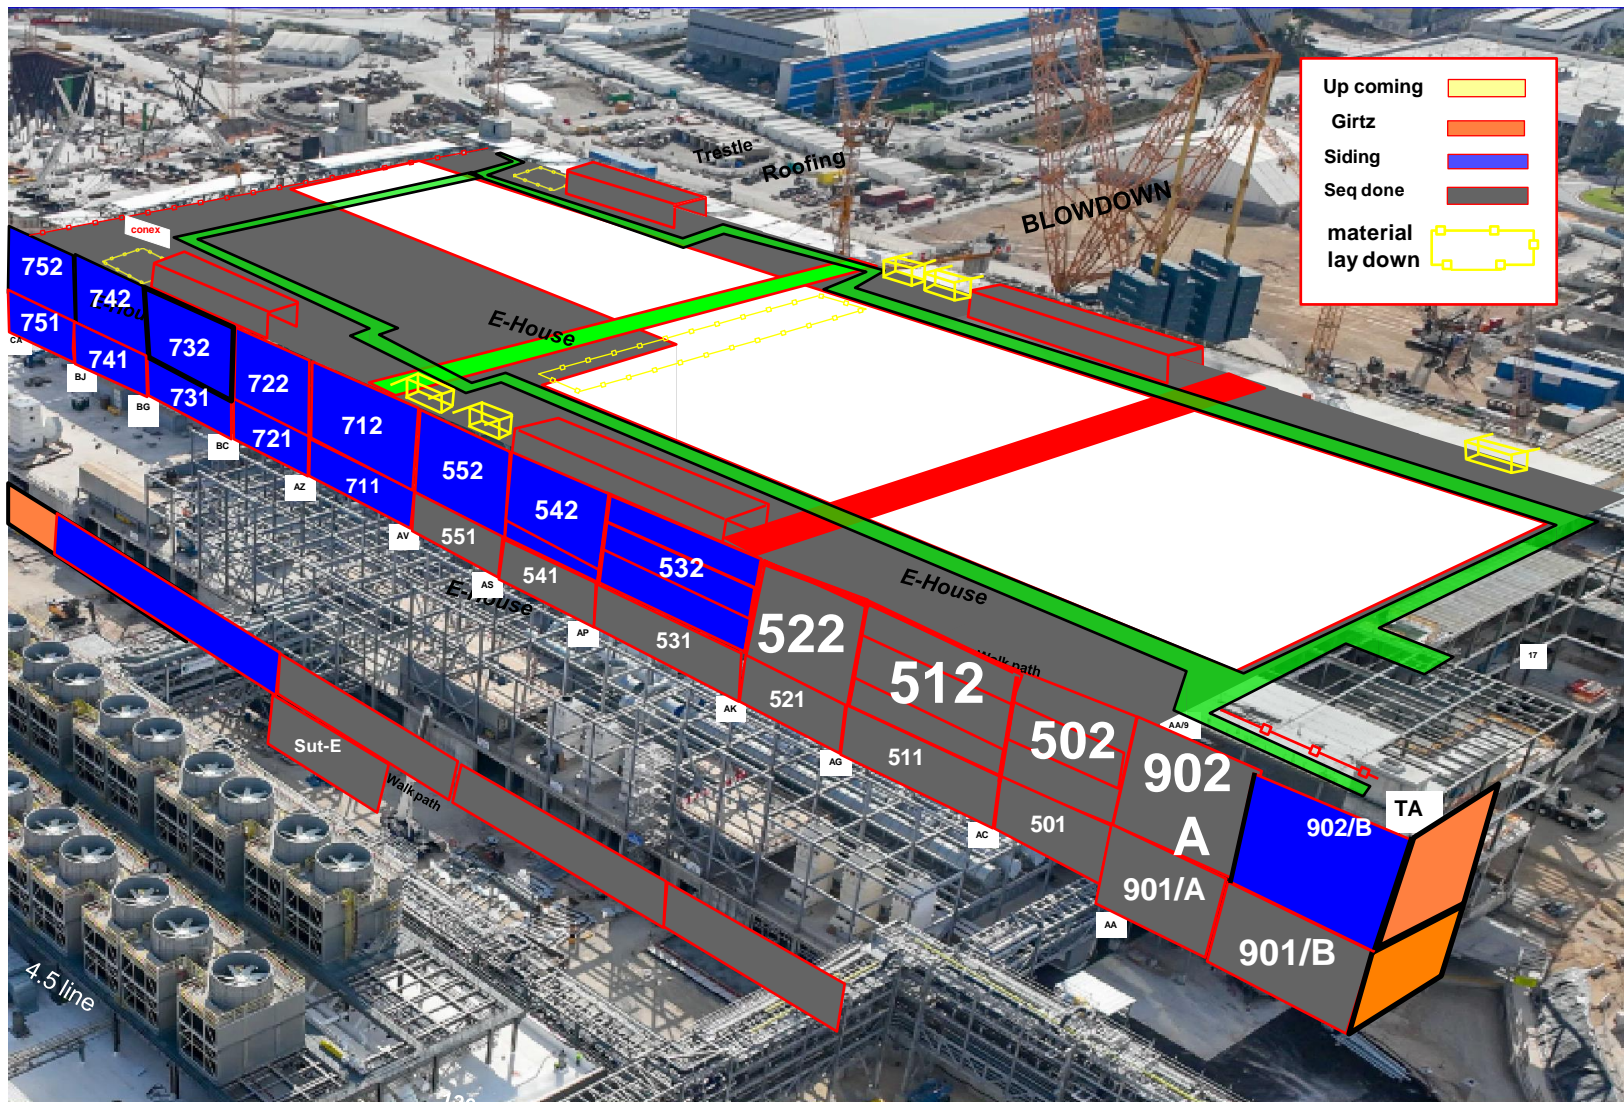 Up coming
Girtz
Siding
Seq done
material
lay down
Trestle
Roofing
BLOWDOWN
conex
E-House
752
742
732
722
712
552
542
532
522
512
502
902
A
902/B
751
741
731
721
711
551
541
531
521
511
501
901/A
901/B
CA
BJ
BG
BC
AZ
AV
AS
AP
AK
AG
AC
AA
AA/9
TA
17
E-House
E-House
Walk path
Sut-E
Walk path
4.5 line